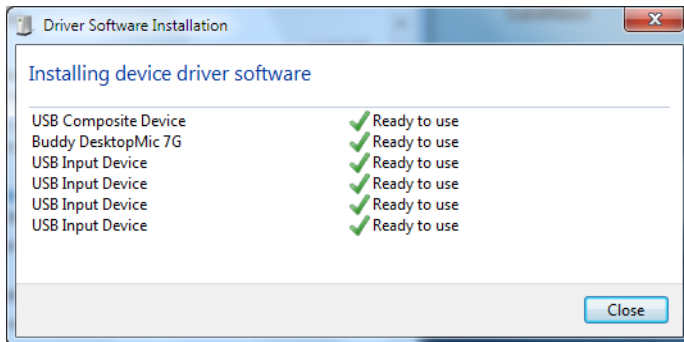 Driver Software Installation
Installing device driver software
USB Composite Device Ready to use
Buddy DesktopMic 7G Ready to use
USB Input Device Ready to use
USB Input Device Ready to use
USB Input Device Ready to use
USB Input Device Ready to use
Close